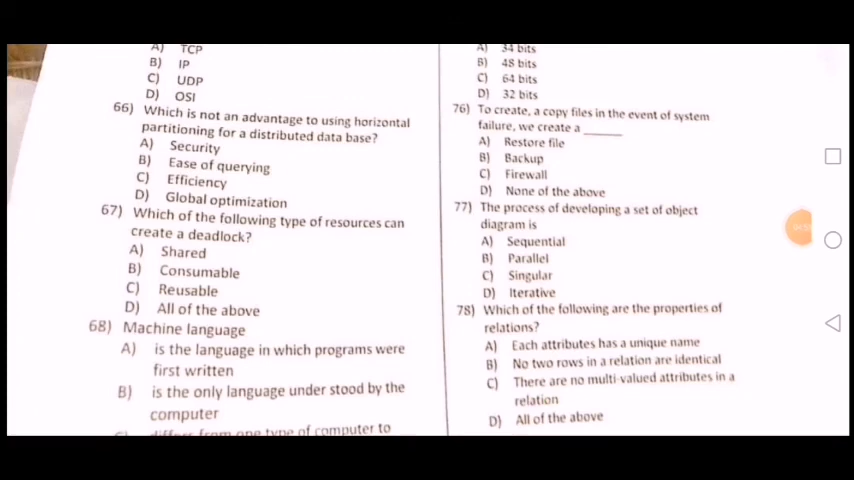 A) TCP
B) IP
C) UDP
D) OSI
66) Which is not an advantage to using horizontal
partitioning for a distributed data base?
A) Security
B) Ease of querying
C) Efficiency
D) Global optimization
67) Which of the following type of resources can
create a deadlock?
A) Shared
B) Consumable
C) Reusable
D) All of the above
68) Machine language
A) is the language in which programs were
first written
B) is the only language under stood by the
computer
C) differs from one type of computer to
A) 34 bits
B) 48 bits
C) 64 bits
D) 32 bits
76) To create, a copy files in the event of system
failure, we create a ______
A) Restore file
B) Backup
C) Firewall
D) None of the above
77) The process of developing a set of object
diagram is
A) Sequential
B) Parallel
C) Singular
D) Iterative
78) Which of the following are the properties of
relations?
A) Each attributes has a unique name
B) No two rows in a relation are identical
C) There are no multi-valued attributes in a
relation
D) All of the above